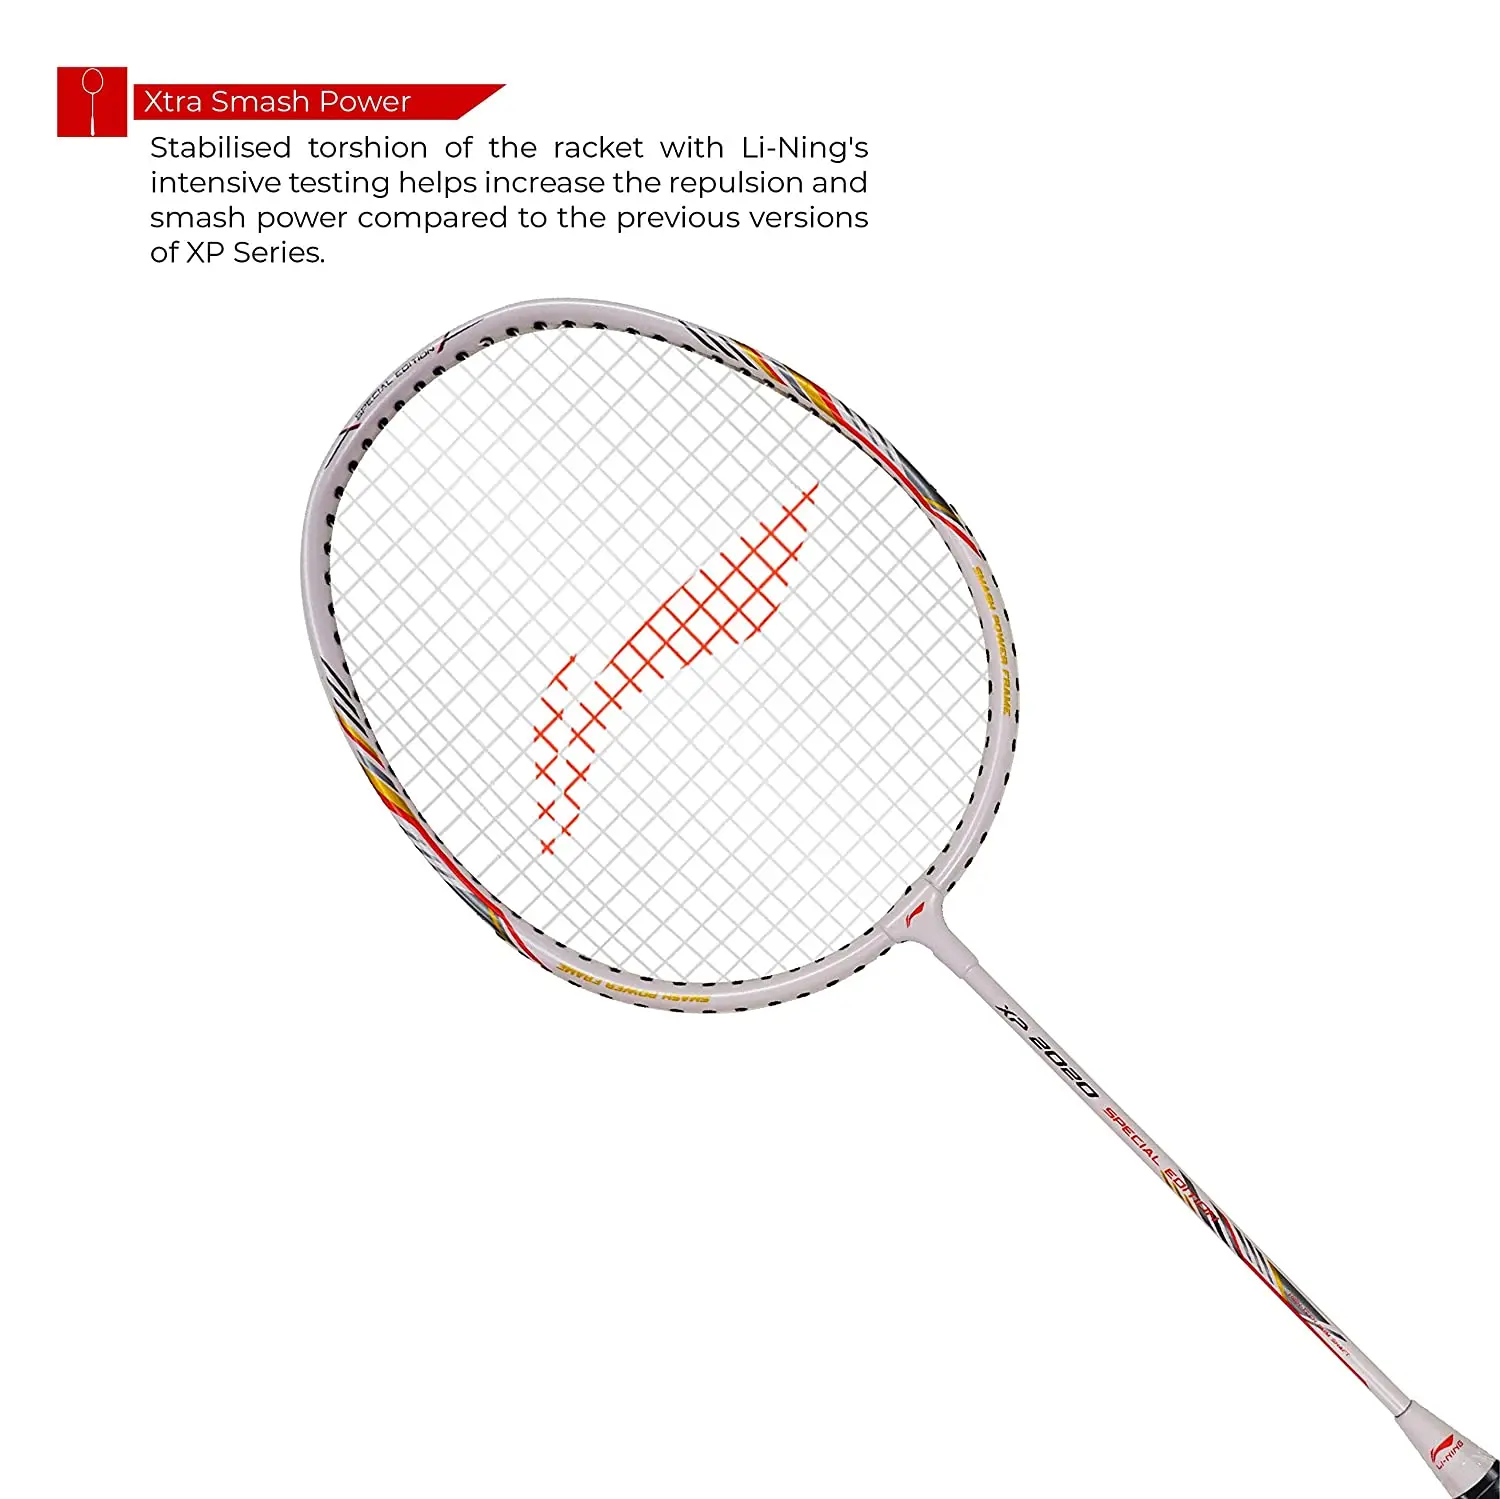 Xtra Smash Power
Stabilised torshion of the racket with Li-Ning's
intensive testing helps increase the repulsion and
smash power compared to the previous versions
of XP Series.
SPECIAL EDITION
SMASH POWER FRAME
SMASH POWER FRAME
XP 2020 SPECIAL EDITION
LI-NING